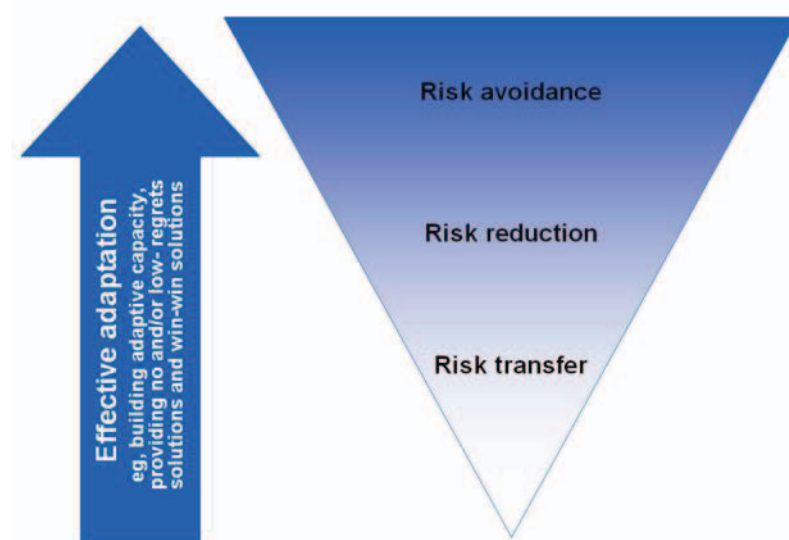 Effective adaptation
eg, building adaptive capacity,
providing no and/or low- regrets
solutions and win-win solutions
Risk avoidance
Risk reduction
Risk transfer